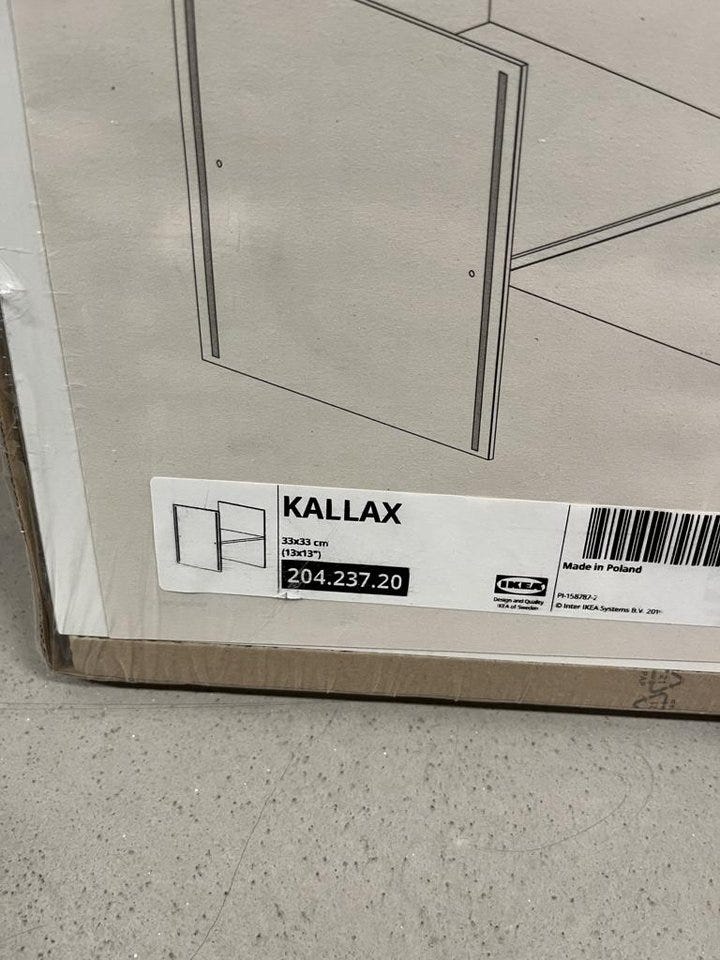 KALLAX
33x33 cm
(13x13")
204.237.20
IKEA
Design and Quality
IKEA of Sweden
Made in Poland
PI-158787-2
© Inter IKEA Systems B.V.